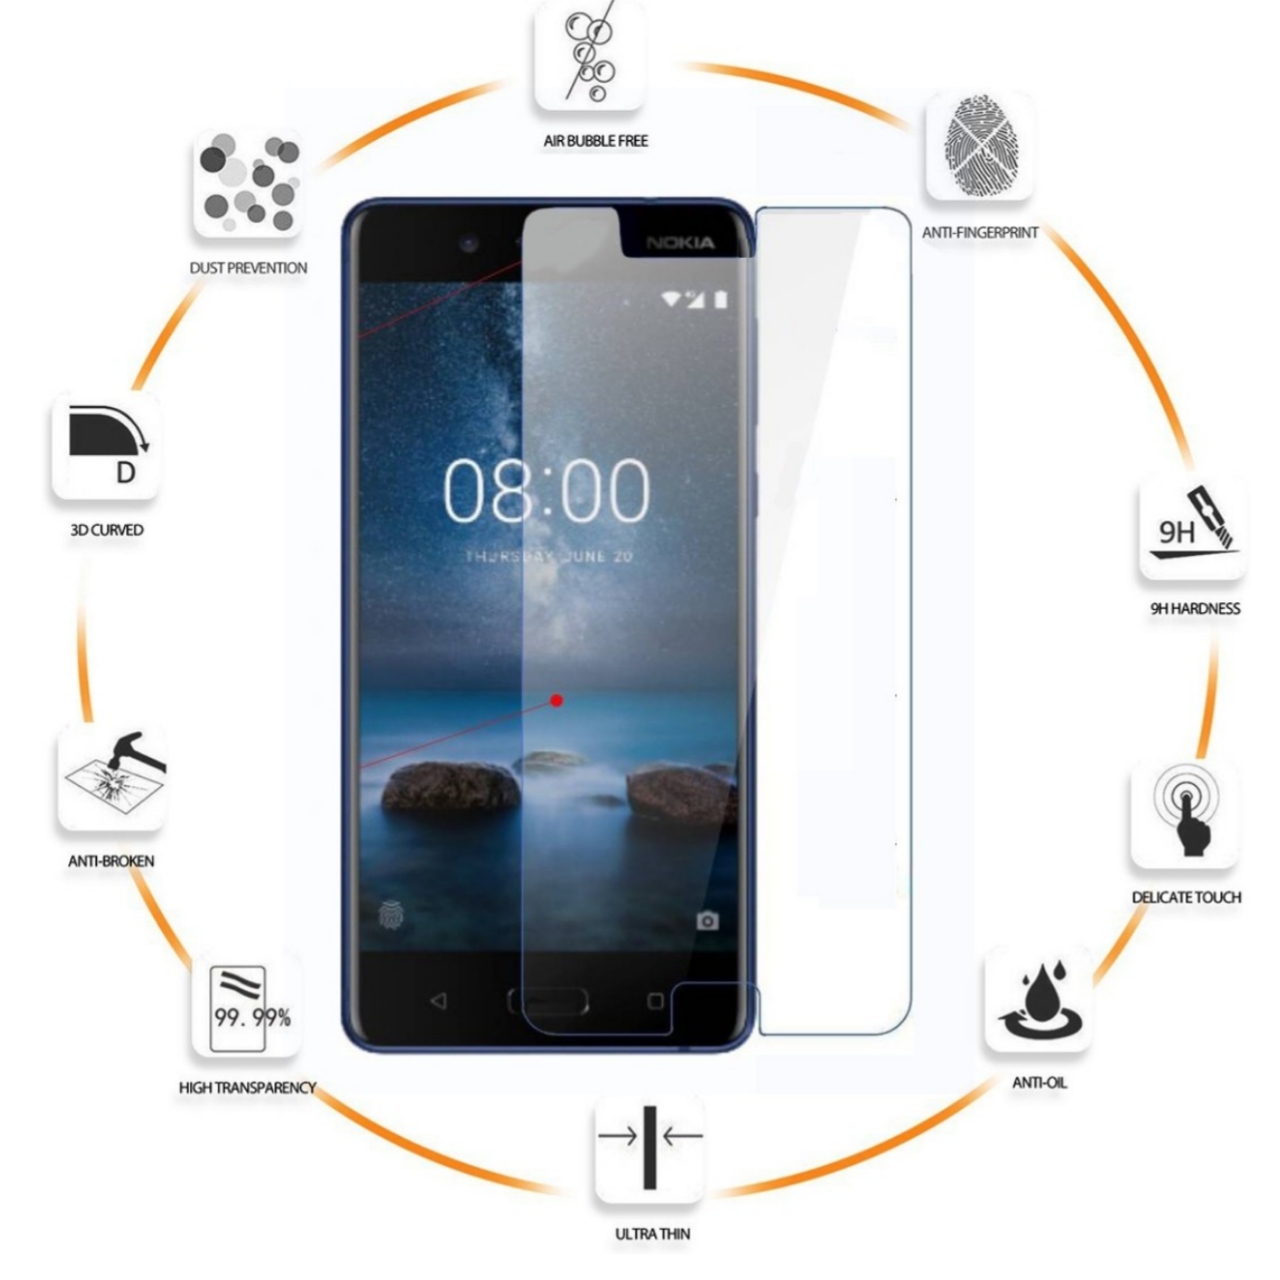 AIR BUBBLE FREE
ANTI-FINGERPRINT
DUST PREVENTION
NOKIA
4G
08:00
THURSDAY JUNE 20
D
3D CURVED
9H
9H HARDNESS
ANTI-BROKEN
DELICATE TOUCH
99.99%
HIGH TRANSPARENCY
ANTI-OIL
ULTRA THIN